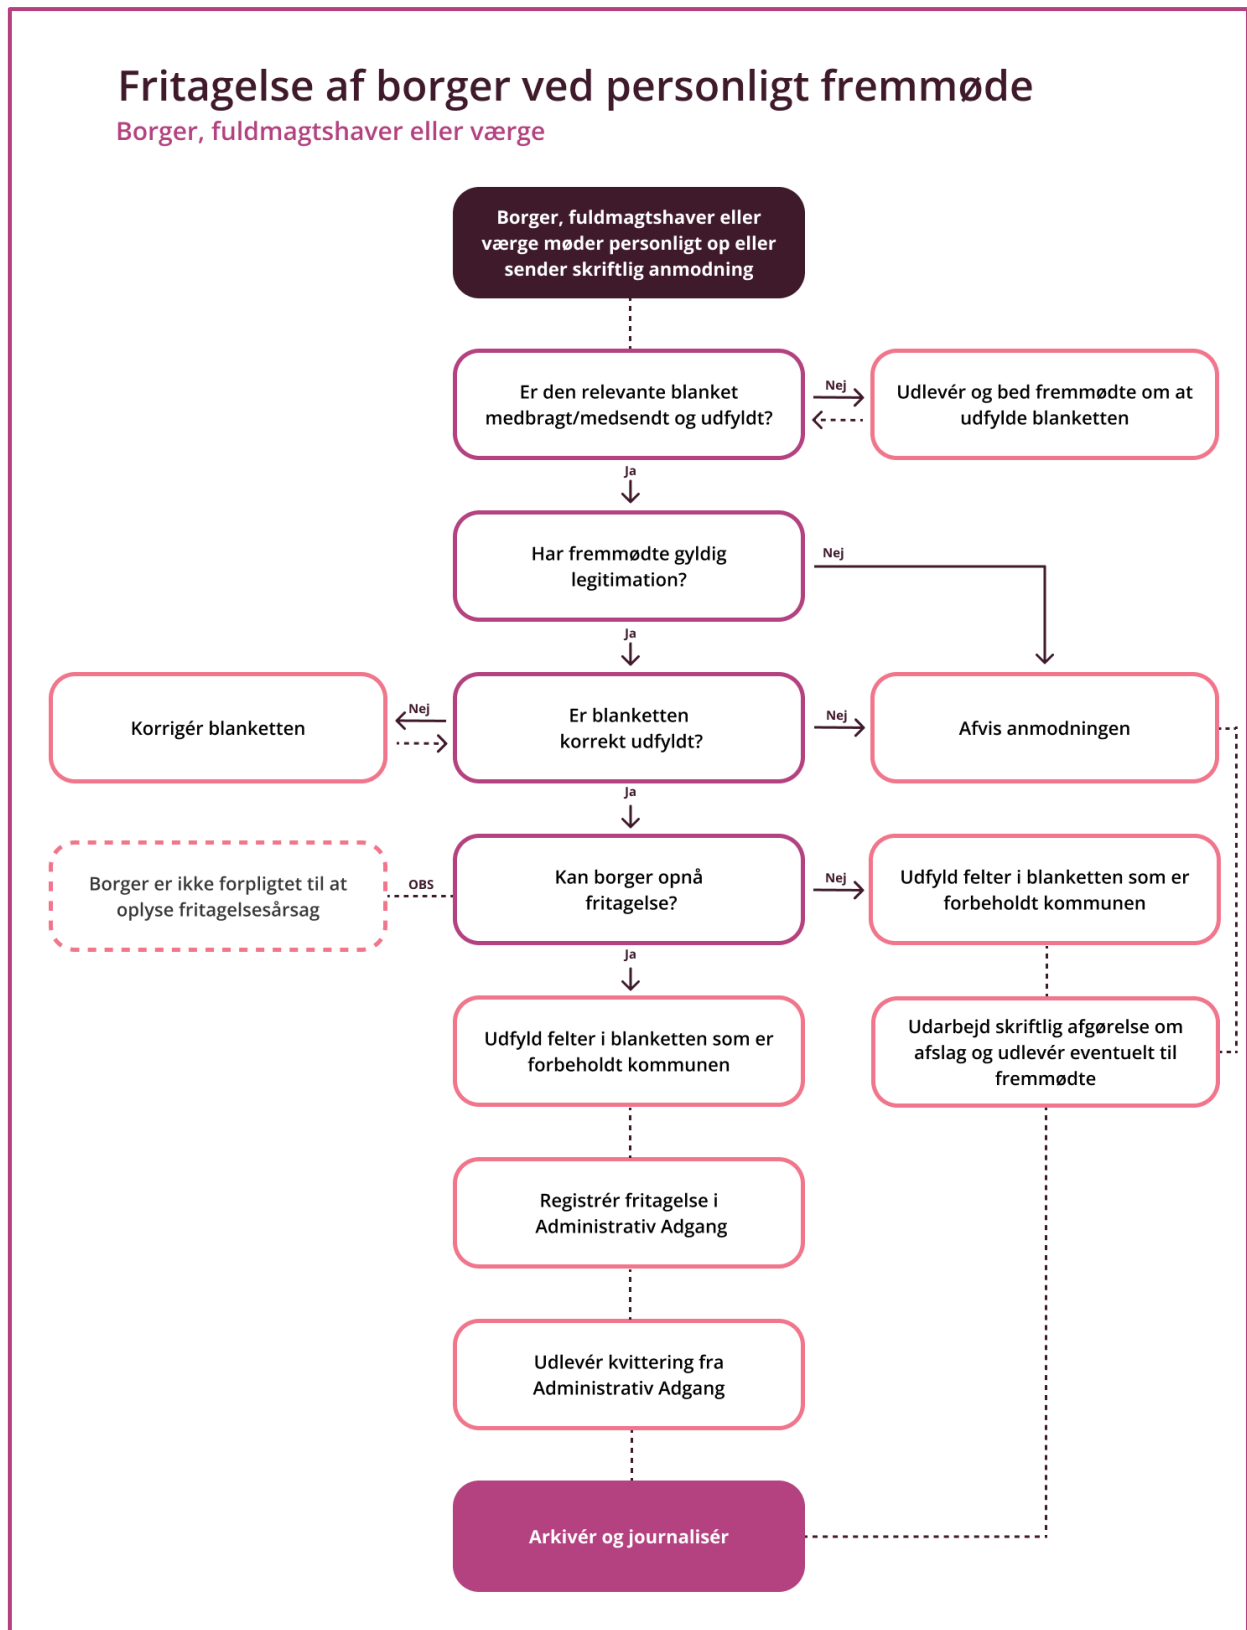 Fritagelse af borger ved personligt fremmøde
Borger, fuldmagtshaver eller værge
Borger, fuldmagtshaver eller
værge møder personligt op eller
sender skriftlig anmodning
Er den relevante blanket
medbragt/medsendt og udfyldt?
Nej
Udlevér og bed fremmødte om at
udfylde blanketten
Ja
Har fremmødte gyldig
legitimation?
Nej
Ja
Korrigér blanketten
Nej
Er blanketten
korrekt udfyldt?
Nej
Afvis anmodningen
Ja
Borger er ikke forpligtet til at
oplyse fritagelsesårsag
OBS
Kan borger opnå
fritagelse?
Nej
Udfyld felter i blanketten som er
forbeholdt kommunen
Ja
Udfyld felter i blanketten som er
forbeholdt kommunen
Udarbejd skriftlig afgørelse om
afslag og udlevér eventuelt til
fremmødte
Registrér fritagelse i
Administrativ Adgang
Udlevér kvittering fra
Administrativ Adgang
Arkivér og journalisér